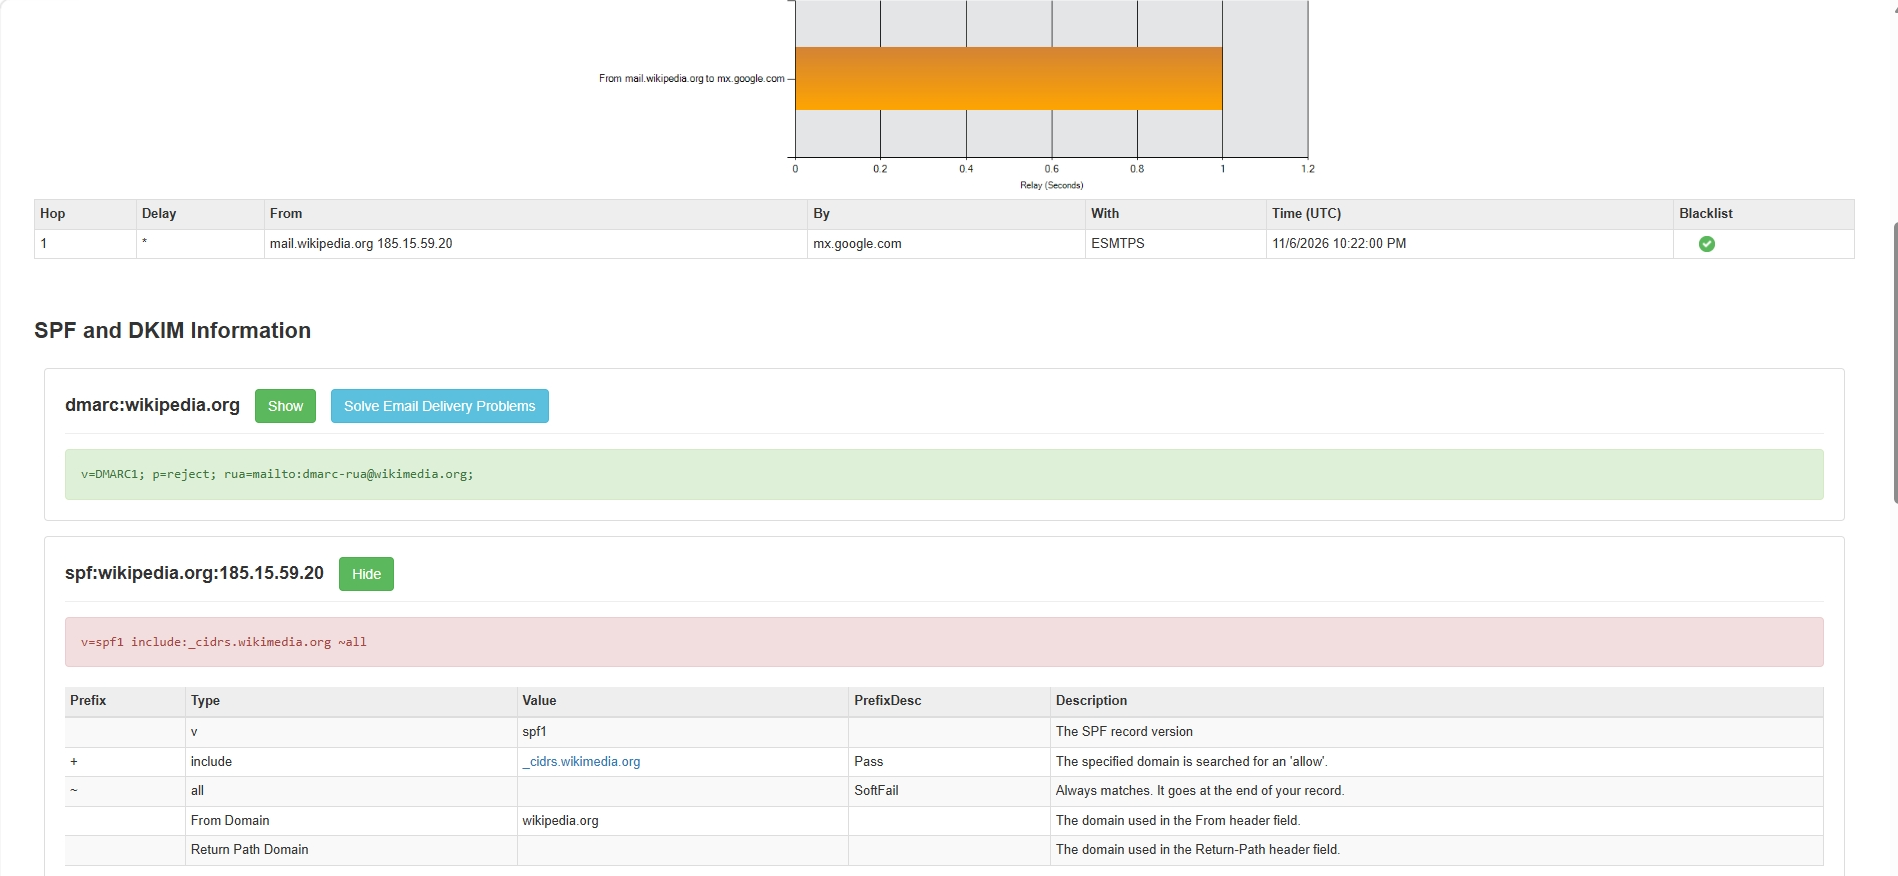 From mail.wikipedia.org to mx.google.com
0 0.2 0.4 0.6 0.8 1 1.2
Relay (Seconds)
Hop Delay From By With Time (UTC) Blacklist
1 * mail.wikipedia.org 185.15.59.20 mx.google.com ESMTPS 11/6/2026 10:22:00 PM
SPF and DKIM Information
dmarc:wikipedia.org Show Solve Email Delivery Problems
v=DMARC1; p=reject; rua=mailto:dmarc-rua@wikimedia.org;
spf:wikipedia.org:185.15.59.20 Hide
v=spf1 include:_cidrs.wikimedia.org ~all
Prefix Type Value PrefixDesc Description
v spf1 The SPF record version
+ include _cidrs.wikimedia.org Pass The specified domain is searched for an 'allow'.
~ all SoftFail Always matches. It goes at the end of your record.
From Domain wikipedia.org The domain used in the From header field.
Return Path Domain The domain used in the Return-Path header field.